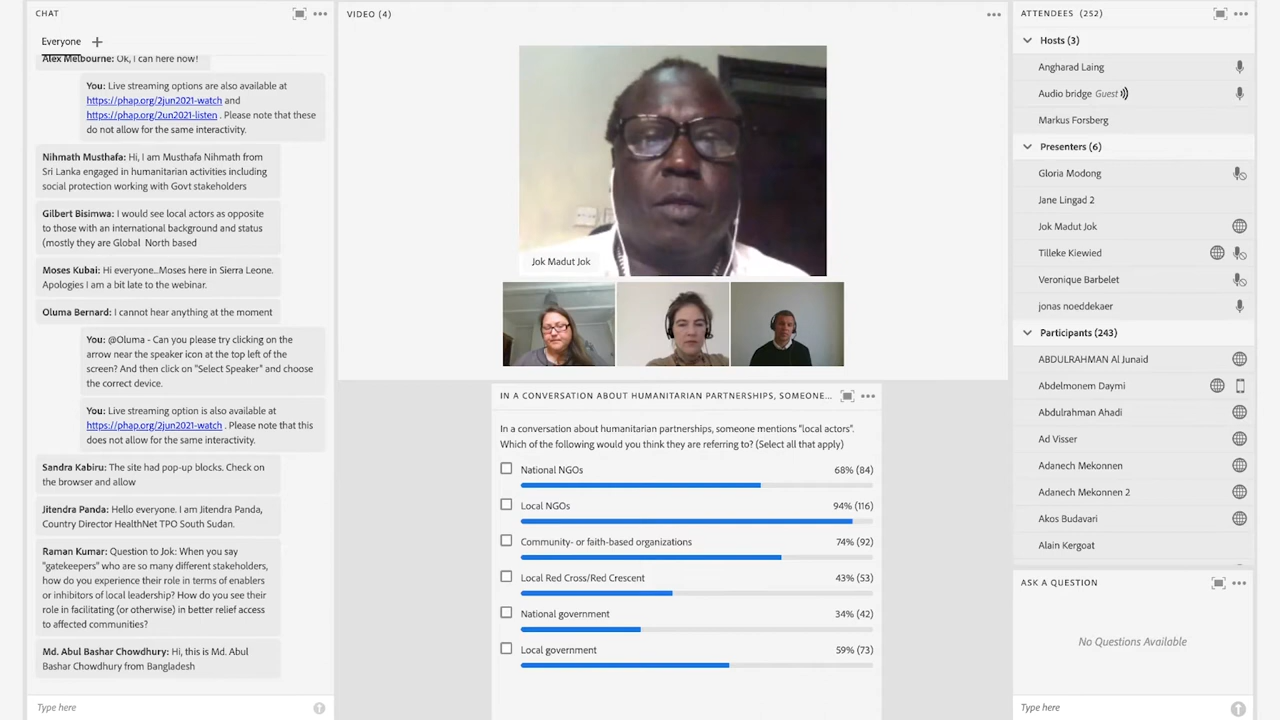 CHAT
Everyone
Alex Melbourne: Ok, I can here now!
You: Live streaming options are also available at
https://phap.org/2jun2021-watch and
https://phap.org/2un2021-listen . Please note that these
do not allow for the same interactivity.
Nihmath Musthafa: Hi, I am Musthafa Nihmath from
Sri Lanka engaged in humanitarian activities including
social protection working with Govt stakeholders
Gilbert Bisimwa: I would see local actors as opposite
to those with an international background and status
(mostly they are Global North based
Moses Kubai: Hi everyone...Moses here in Sierra Leone.
Apologies I am a bit late to the webinar.
Oluma Bernard: I cannot hear anything at the moment
You: @Oluma - Can you please try clicking on the
arrow near the speaker icon at the top left of the
screen? And then click on "Select Speaker" and choose
the correct device.
You: Live streaming option is also available at
https://phap.org/2jun2021-watch . Please note that this
does not allow for the same interactivity.
Sandra Kabiru: The site had pop-up blocks. Check on
the browser and allow
Jitendra Panda: Hello everyone. I am Jitendra Panda,
Country Director HealthNet TPO South Sudan.
Raman Kumar: Question to Jok: When you say
"gatekeepers" who are so many different stakeholders,
how do you experience their role in terms of enablers
or inhibitors of local leadership? How do you see their
role in facilitating (or otherwise) in better relief access
to affected communities?
Md. Abul Bashar Chowdhury: Hi, this is Md. Abul
Bashar Chowdhury from Bangladesh
Type here
VIDEO (4)
Jok Madut Jok
IN A CONVERSATION ABOUT HUMANITARIAN PARTNERSHIPS, SOMEONE...
In a conversation about humanitarian partnerships, someone mentions "local actors".
Which of the following would you think they are referring to? (Select all that apply)
National NGOs 68% (84)
Local NGOs 94% (116)
Community- or faith-based organizations 74% (92)
Local Red Cross/Red Crescent 43% (53)
National government 34% (42)
Local government 59% (73)
ATTENDEES (252)
Hosts (3)
Angharad Laing
Audio bridge Guest
Markus Forsberg
Presenters (6)
Gloria Modong
Jane Lingad 2
Jok Madut Jok
Tilleke Kiewied
Veronique Barbelet
jonas noeddekaer
Participants (243)
ABDULRAHMAN Al Junaid
Abdelmonem Daymi
Abdulrahman Ahadi
Ad Visser
Adanech Mekonnen
Adanech Mekonnen 2
Akos Budavari
Alain Kergoat
ASK A QUESTION
No Questions Available
Type here